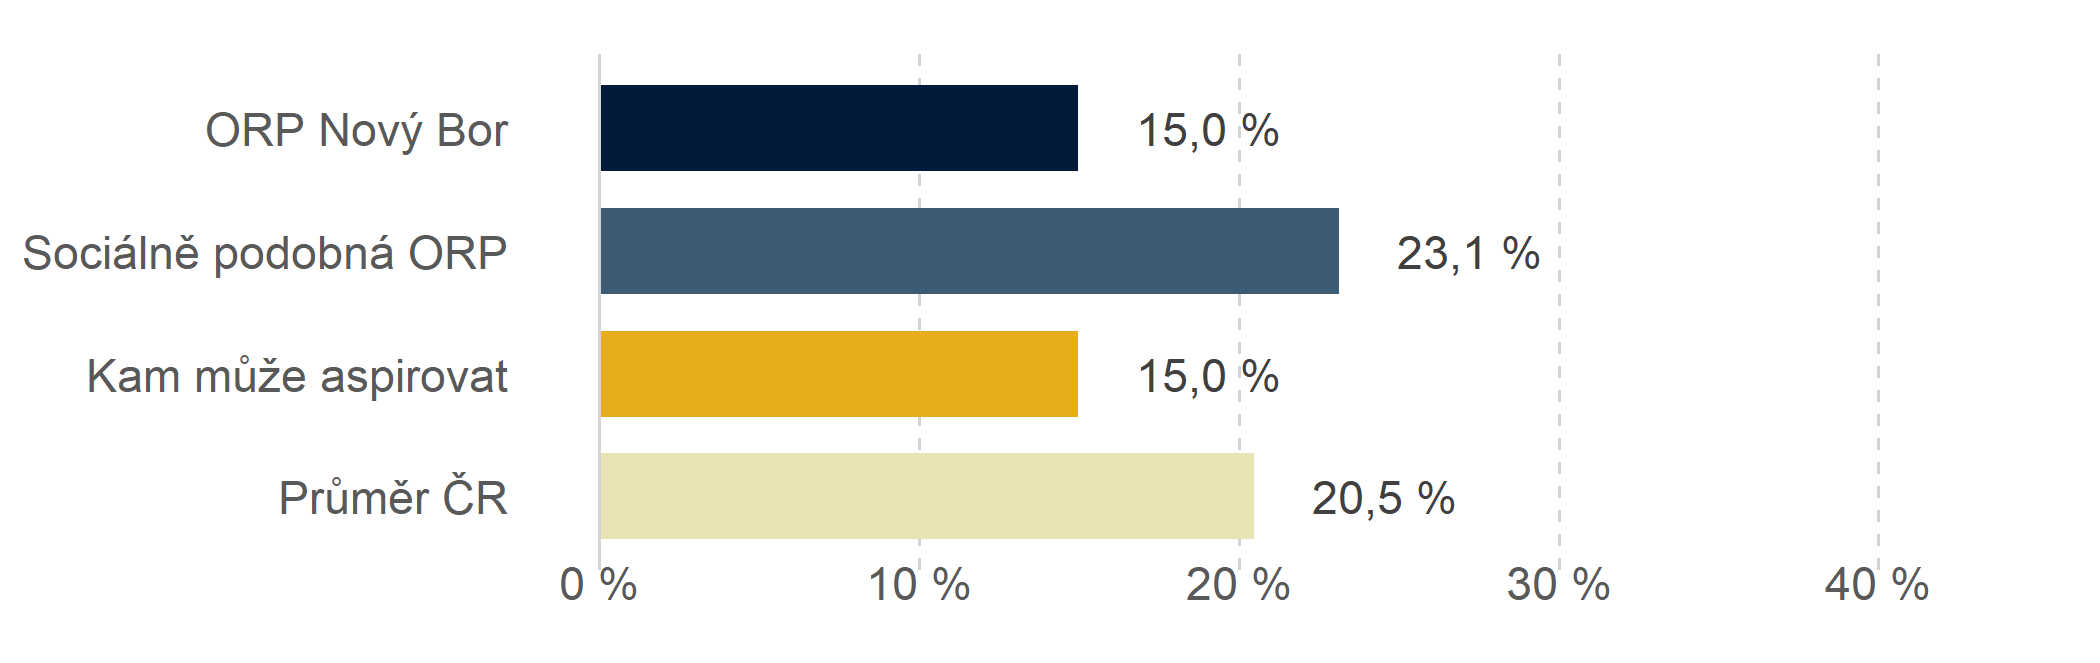 ORP Nový Bor 15,0 %
Sociálně podobná ORP 23,1 %
Kam může aspirovat 15,0 %
Průměr ČR 20,5 %
0 % 10 % 20 % 30 % 40 %